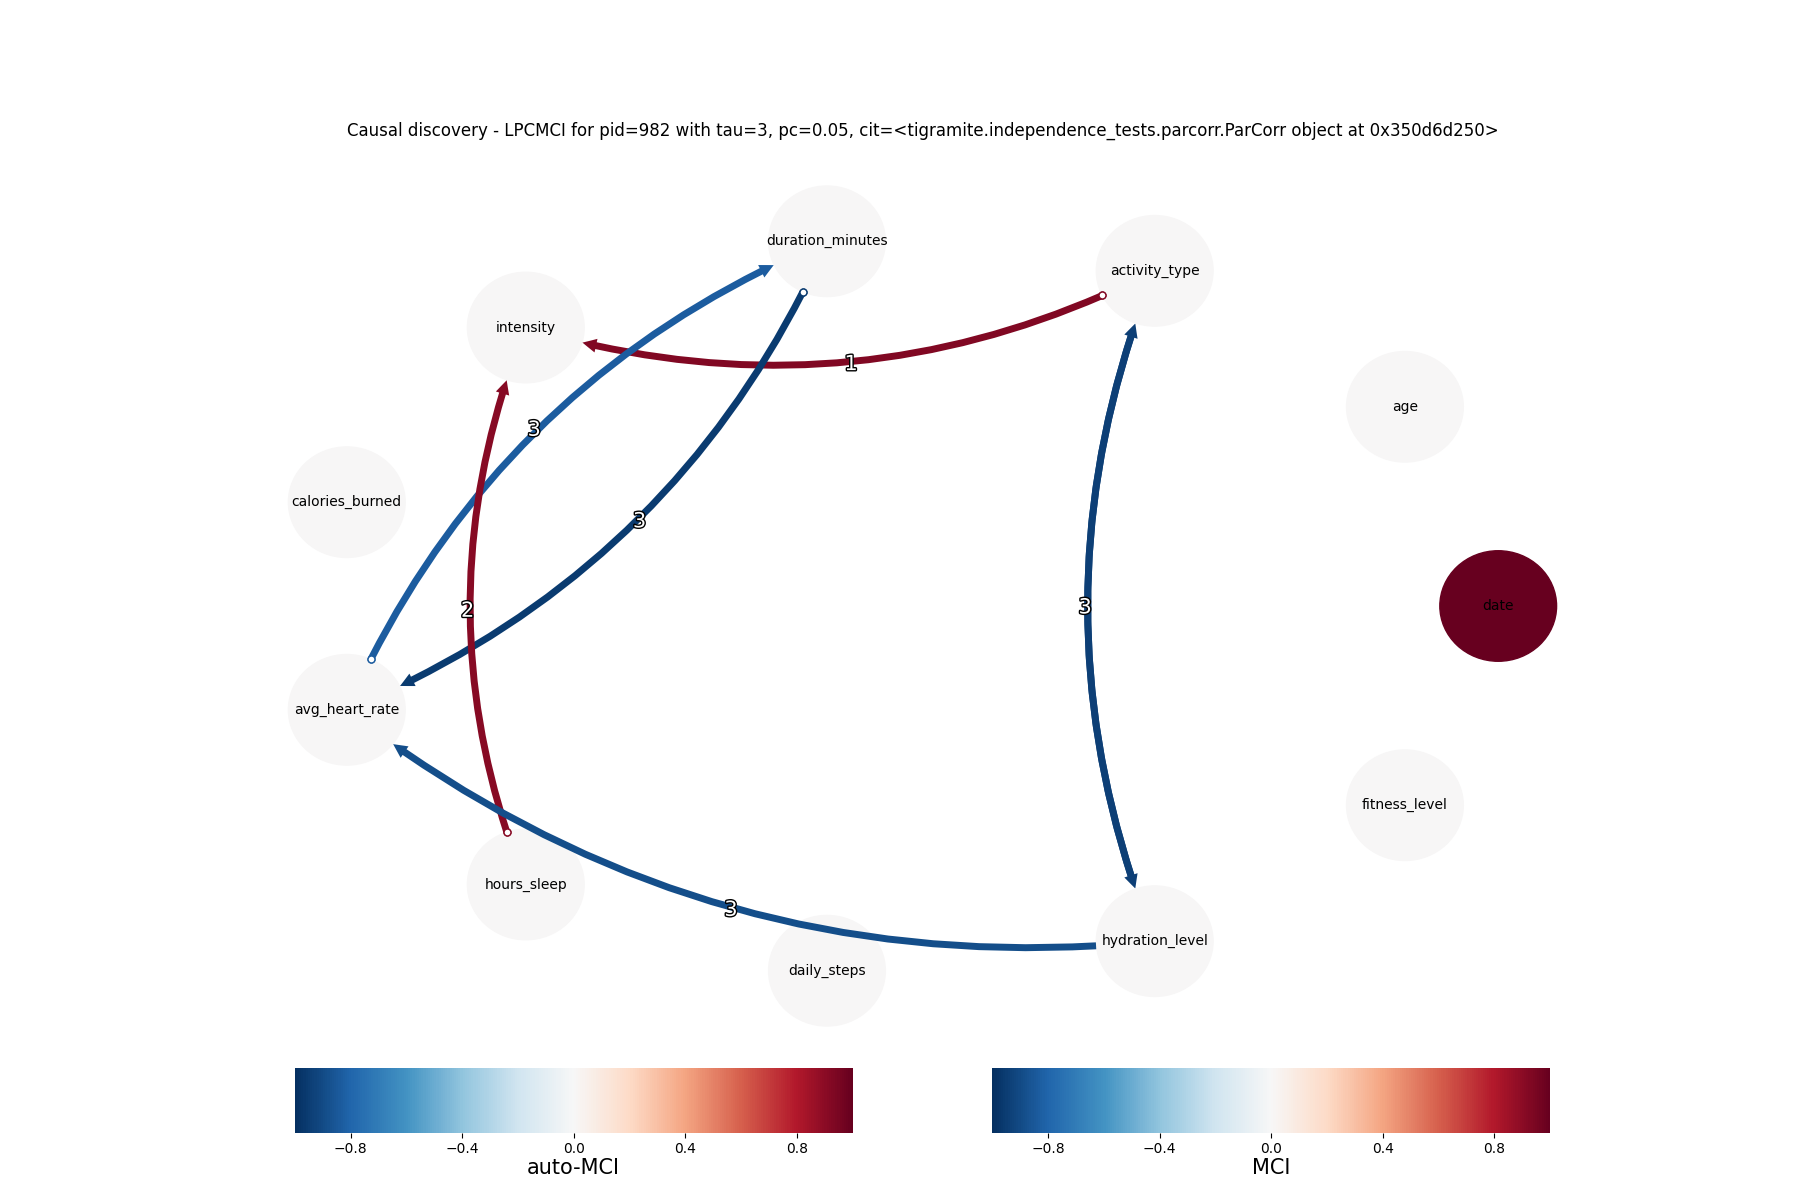 Causal discovery - LPCMCI for pid=982 with tau=3, pc=0.05, cit=<tigramite.independence_tests.parcorr.ParCorr object at 0x350d6d250>
duration_minutes
activity_type
intensity
1
age
3
calories_burned
3
date
3
2
avg_heart_rate
fitness_level
hours_sleep
3
hydration_level
daily_steps
−0.8 −0.4 0.0 0.4 0.8
auto-MCI
−0.8 −0.4 0.0 0.4 0.8
MCI